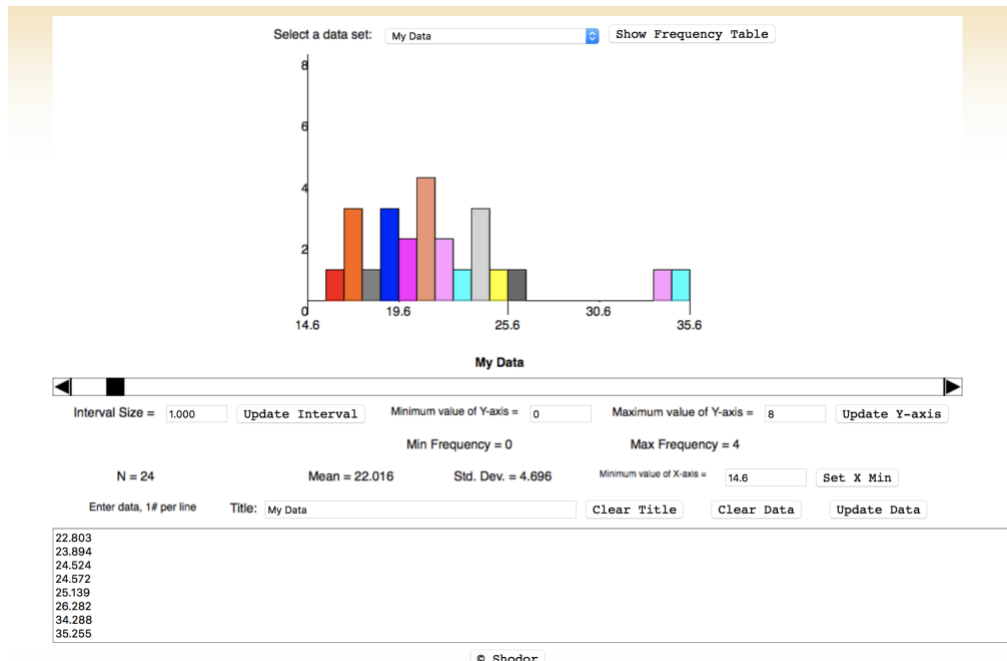 Select a data set: My Data Show Frequency Table
8
6
4
2
0
14.6 19.6 25.6 30.6 35.6
My Data
Interval Size = 1.000 Update Interval Minimum value of Y-axis = 0 Maximum value of Y-axis = 8 Update Y-axis
Min Frequency = 0 Max Frequency = 4
N = 24 Mean = 22.016 Std. Dev. = 4.696 Minimum value of X-axis = 14.6 Set X Min
Enter data, 1# per line Title: My Data Clear Title Clear Data Update Data
22.803
23.894
24.524
24.572
25.139
26.282
34.288
35.255
© Shodor